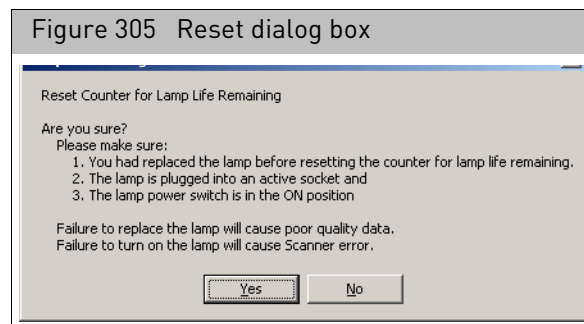 Figure 305 Reset dialog box
Reset Counter for Lamp Life Remaining
Are you sure?
Please make sure:
1. You had replaced the lamp before resetting the counter for lamp life remaining.
2. The lamp is plugged into an active socket and
3. The lamp power switch is in the ON position
Failure to replace the lamp will cause poor quality data.
Failure to turn on the lamp will cause Scanner error.
Yes No